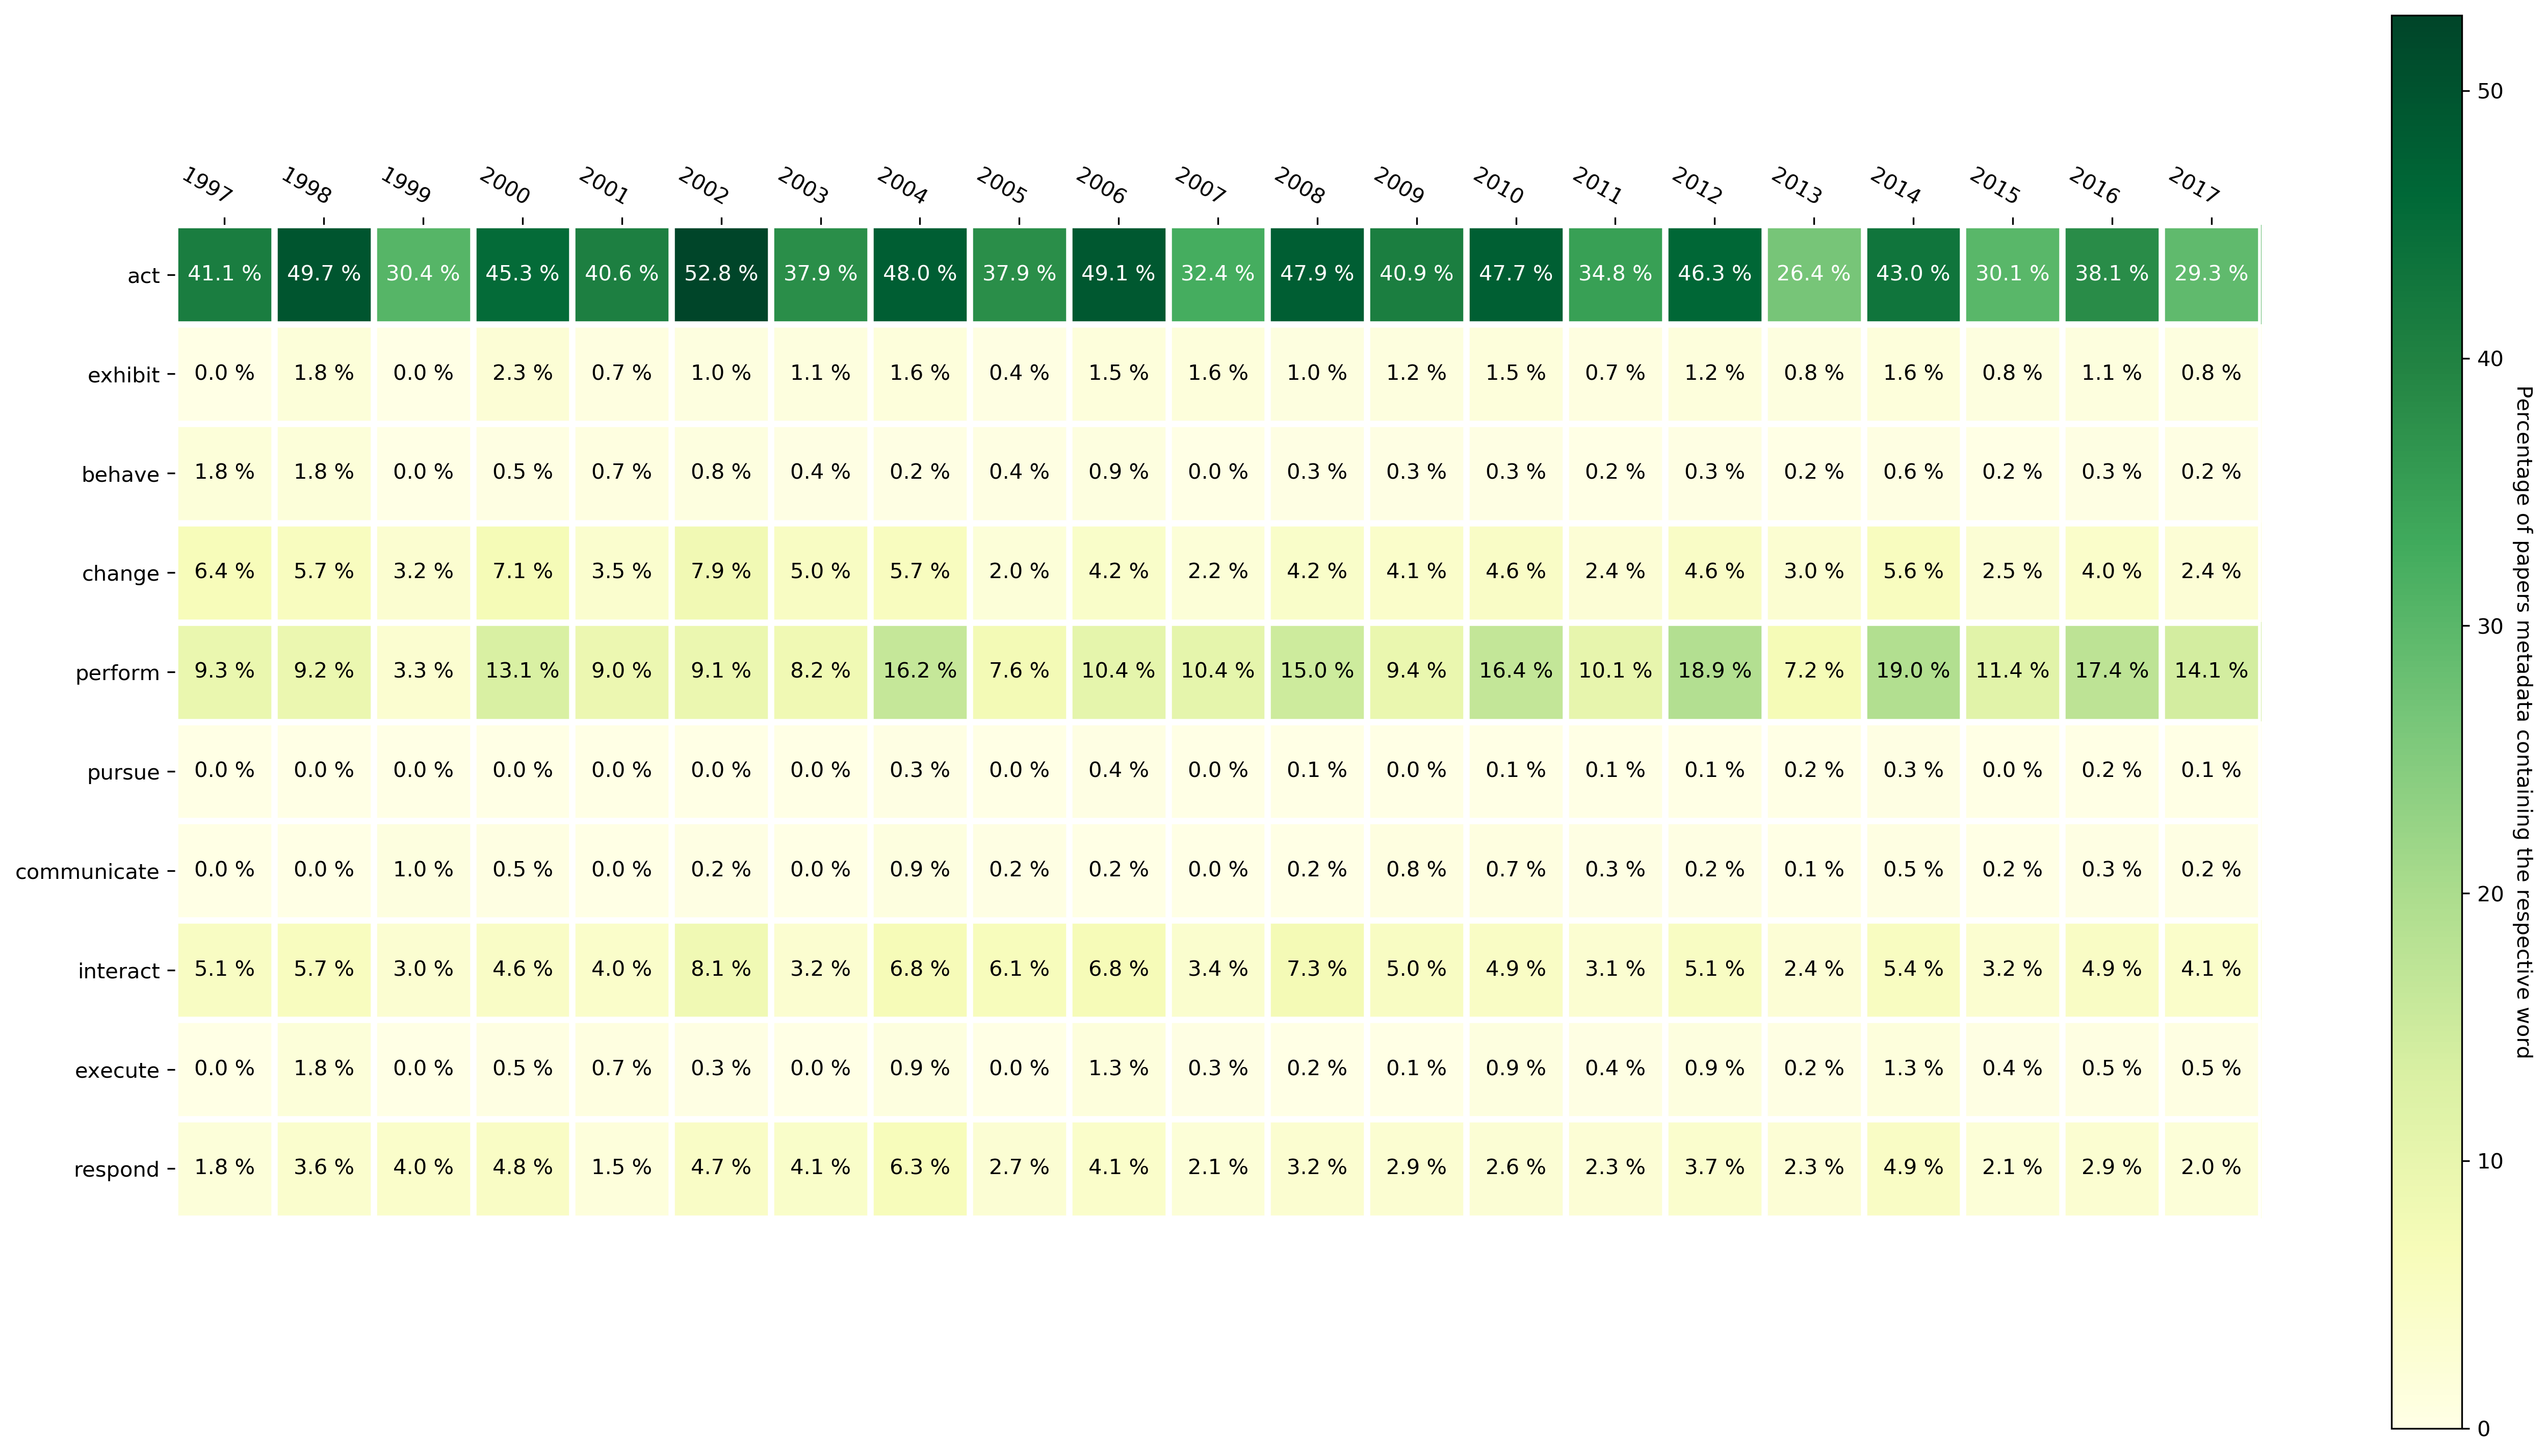 1997 1998 1999 2000 2001 2002 2003 2004 2005 2006 2007 2008 2009 2010 2011 2012 2013 2014 2015 2016 2017
act 41.1 % 49.7 % 30.4 % 45.3 % 40.6 % 52.8 % 37.9 % 48.0 % 37.9 % 49.1 % 32.4 % 47.9 % 40.9 % 47.7 % 34.8 % 46.3 % 26.4 % 43.0 % 30.1 % 38.1 % 29.3 %
exhibit 0.0 % 1.8 % 0.0 % 2.3 % 0.7 % 1.0 % 1.1 % 1.6 % 0.4 % 1.5 % 1.6 % 1.0 % 1.2 % 1.5 % 0.7 % 1.2 % 0.8 % 1.6 % 0.8 % 1.1 % 0.8 %
behave 1.8 % 1.8 % 0.0 % 0.5 % 0.7 % 0.8 % 0.4 % 0.2 % 0.4 % 0.9 % 0.0 % 0.3 % 0.3 % 0.3 % 0.2 % 0.3 % 0.2 % 0.6 % 0.2 % 0.3 % 0.2 %
change 6.4 % 5.7 % 3.2 % 7.1 % 3.5 % 7.9 % 5.0 % 5.7 % 2.0 % 4.2 % 2.2 % 4.2 % 4.1 % 4.6 % 2.4 % 4.6 % 3.0 % 5.6 % 2.5 % 4.0 % 2.4 %
perform 9.3 % 9.2 % 3.3 % 13.1 % 9.0 % 9.1 % 8.2 % 16.2 % 7.6 % 10.4 % 10.4 % 15.0 % 9.4 % 16.4 % 10.1 % 18.9 % 7.2 % 19.0 % 11.4 % 17.4 % 14.1 %
pursue 0.0 % 0.0 % 0.0 % 0.0 % 0.0 % 0.0 % 0.0 % 0.3 % 0.0 % 0.4 % 0.0 % 0.1 % 0.0 % 0.1 % 0.1 % 0.1 % 0.2 % 0.3 % 0.0 % 0.2 % 0.1 %
communicate 0.0 % 0.0 % 1.0 % 0.5 % 0.0 % 0.2 % 0.0 % 0.9 % 0.2 % 0.2 % 0.0 % 0.2 % 0.8 % 0.7 % 0.3 % 0.2 % 0.1 % 0.5 % 0.2 % 0.3 % 0.2 %
interact 5.1 % 5.7 % 3.0 % 4.6 % 4.0 % 8.1 % 3.2 % 6.8 % 6.1 % 6.8 % 3.4 % 7.3 % 5.0 % 4.9 % 3.1 % 5.1 % 2.4 % 5.4 % 3.2 % 4.9 % 4.1 %
execute 0.0 % 1.8 % 0.0 % 0.5 % 0.7 % 0.3 % 0.0 % 0.9 % 0.0 % 1.3 % 0.3 % 0.2 % 0.1 % 0.9 % 0.4 % 0.9 % 0.2 % 1.3 % 0.4 % 0.5 % 0.5 %
respond 1.8 % 3.6 % 4.0 % 4.8 % 1.5 % 4.7 % 4.1 % 6.3 % 2.7 % 4.1 % 2.1 % 3.2 % 2.9 % 2.6 % 2.3 % 3.7 % 2.3 % 4.9 % 2.1 % 2.9 % 2.0 %
50
40
30
20
10
0
Percentage of papers metadata containing the respective word